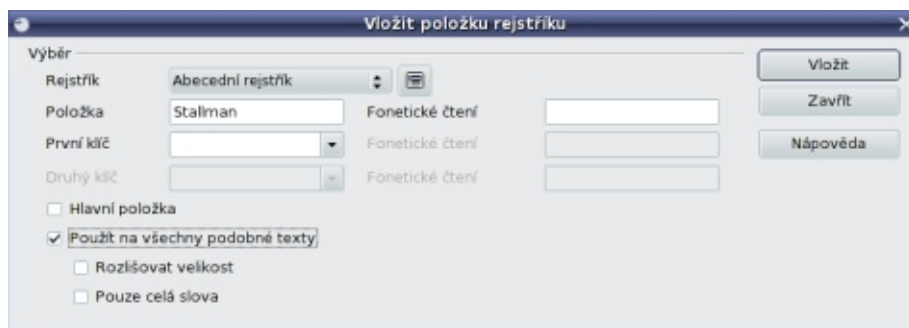 Vložit položku rejstříku
Výběr
Rejstřík Abecední rejstřík
Položka Stallman Fonetické čtení
První klíč Fonetické čtení
Druhý klíč Fonetické čtení
Hlavní položka
Použít na všechny podobné texty
Rozlišovat velikost
Pouze celá slova
Vložit
Zavřít
Nápověda